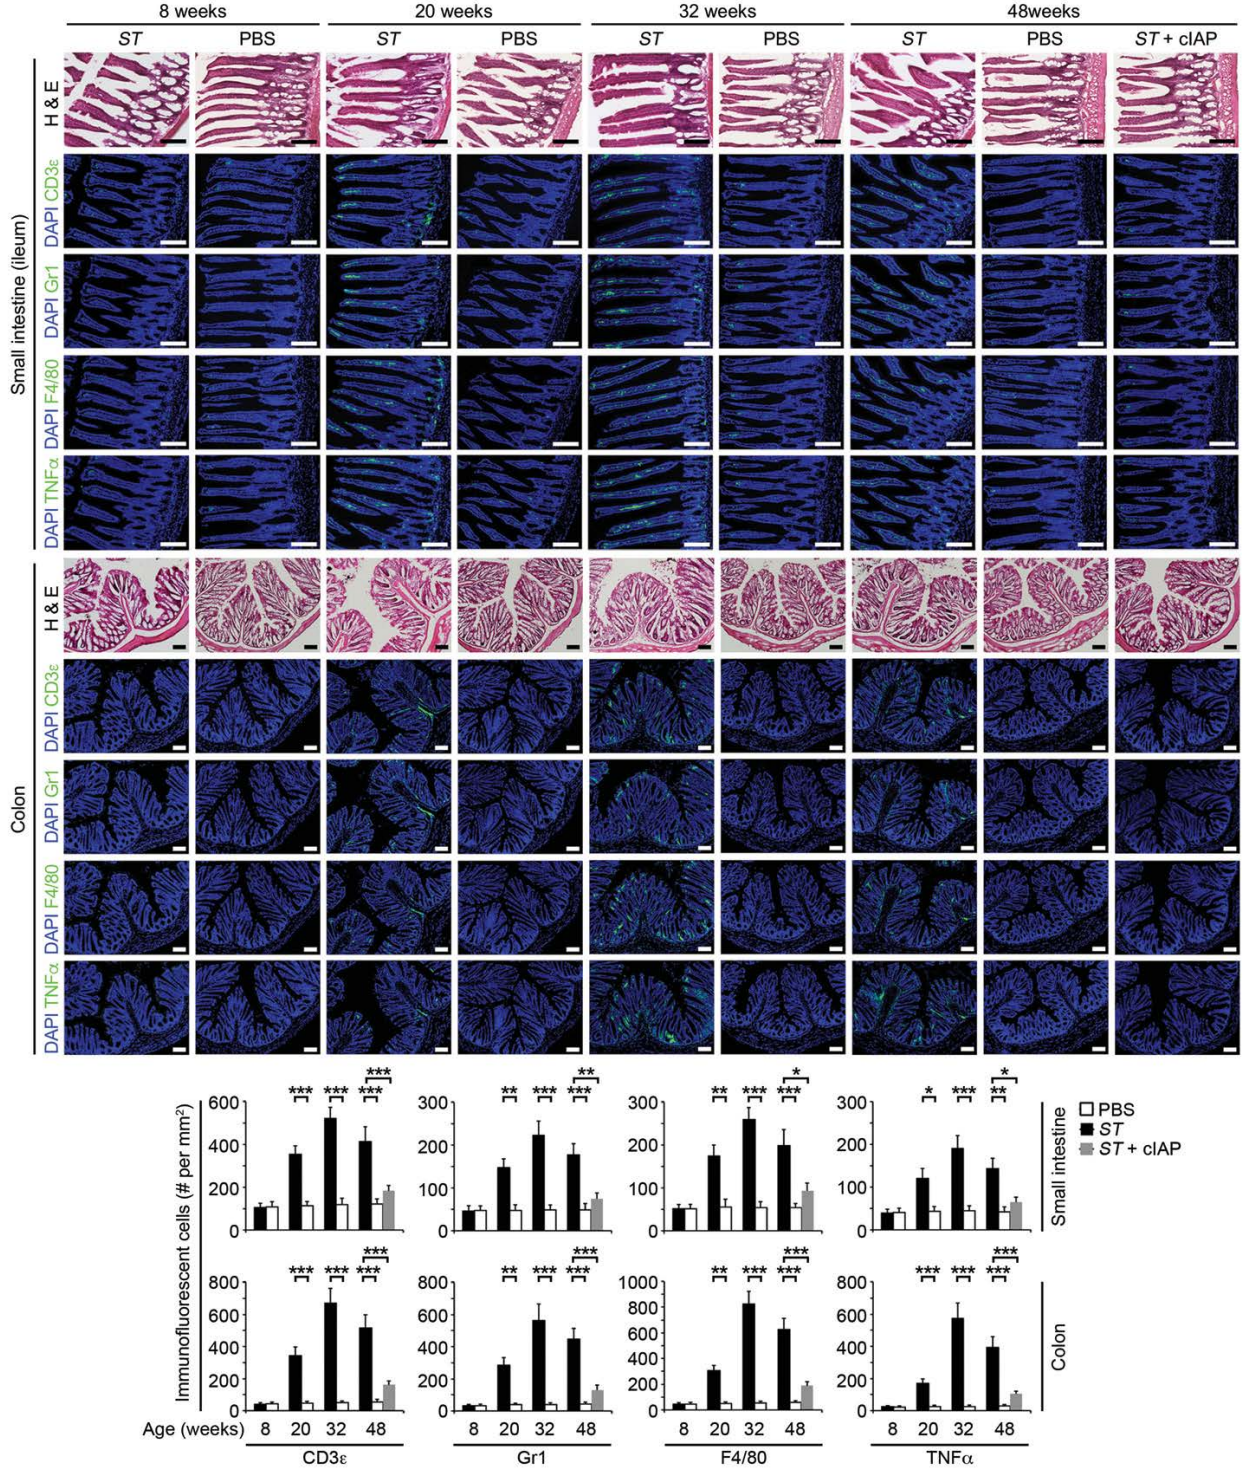 8 weeks 20 weeks 32 weeks 48weeks
ST PBS ST PBS ST PBS ST PBS ST + cIAP
Small intestine (ileum)
H & E
DAPI CD3ε
DAPI Gr1
DAPI F4/80
DAPI TNFα
Colon
H & E
DAPI CD3ε
DAPI Gr1
DAPI F4/80
DAPI TNFα
Immunofluorescent cells (# per mm²)
*** *** *** ***
** *** *** **
** *** *** *
* *** ** *
600 400 200 0
300 200 100 0
300 200 100 0
300 200 100 0
PBS
ST
ST + cIAP
Small intestine
*** *** *** ***
** *** *** ***
** *** *** ***
*** *** *** ***
800 600 400 200 0
800 600 400 200 0
1000 800 600 400 200 0
800 600 400 200 0
Colon
Age (weeks) 8 20 32 48 8 20 32 48 8 20 32 48 8 20 32 48
CD3ε Gr1 F4/80 TNFα